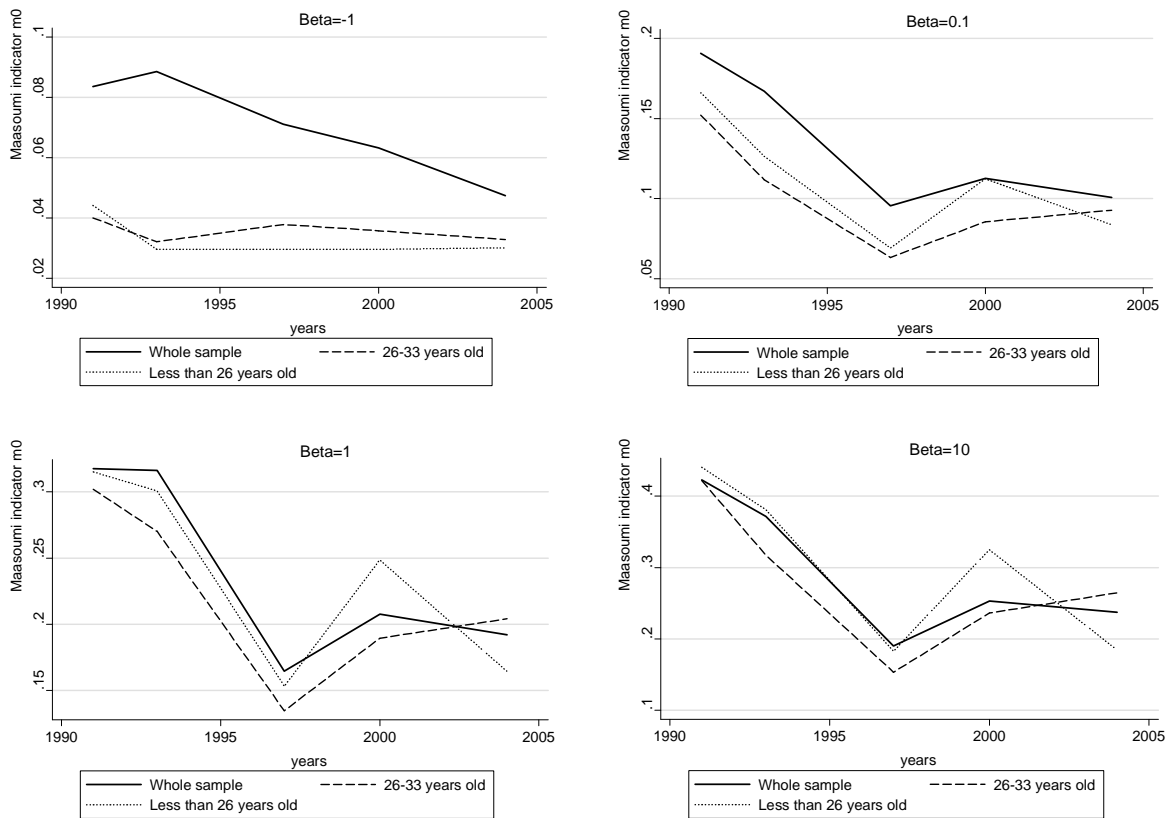 Beta=-1
Maasoumi indicator m0
.1
.08
.06
.04
.02
1990 1995 2000 2005
years
Whole sample 26-33 years old
Less than 26 years old
Beta=0.1
Maasoumi indicator m0
.2
.15
.1
.05
1990 1995 2000 2005
years
Whole sample 26-33 years old
Less than 26 years old
Beta=1
Maasoumi indicator m0
.3
.25
.2
.15
1990 1995 2000 2005
years
Whole sample 26-33 years old
Less than 26 years old
Beta=10
Maasoumi indicator m0
.4
.3
.2
.1
1990 1995 2000 2005
years
Whole sample 26-33 years old
Less than 26 years old